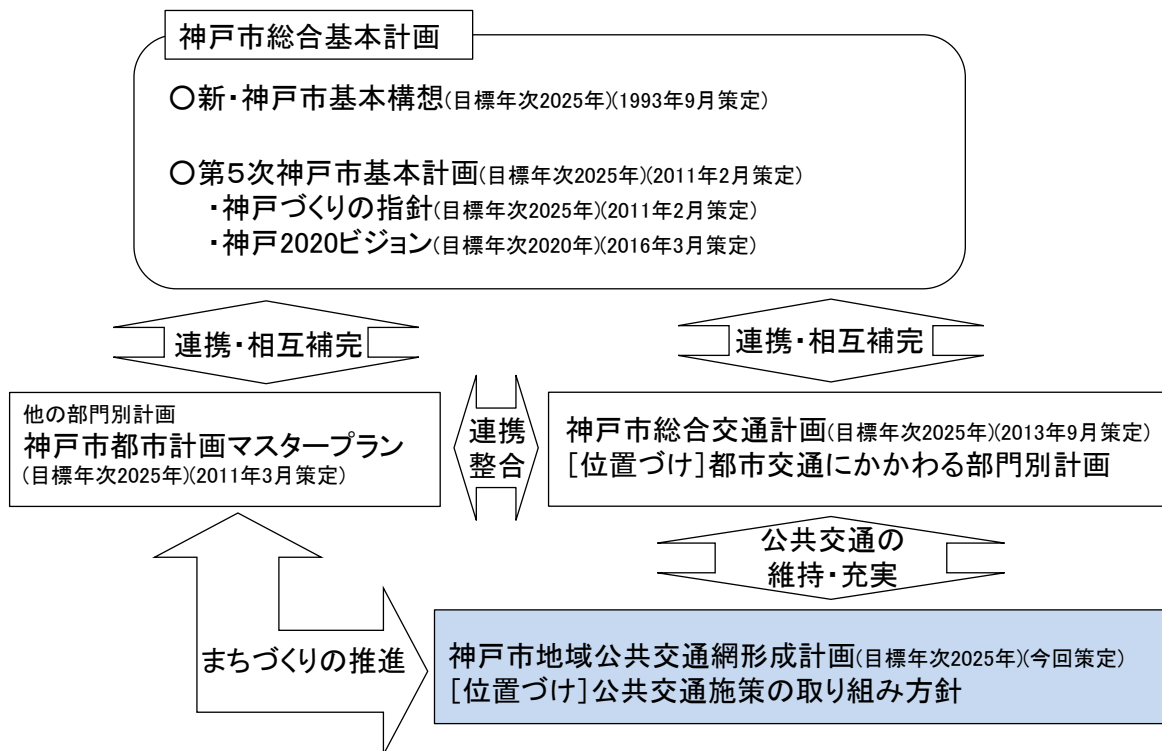 神戸市総合基本計画
○新・神戸市基本構想(目標年次2025年)(1993年9月策定)
○第5次神戸市基本計画(目標年次2025年)(2011年2月策定)
・神戸づくりの指針(目標年次2025年)(2011年2月策定)
・神戸2020ビジョン(目標年次2020年)(2016年3月策定)
連携・相互補完
連携・相互補完
他の部門別計画
神戸市都市計画マスタープラン
(目標年次2025年)(2011年3月策定)
連携
整合
神戸市総合交通計画(目標年次2025年)(2013年9月策定)
[位置づけ]都市交通にかかわる部門別計画
公共交通の
維持・充実
まちづくりの推進
神戸市地域公共交通網形成計画(目標年次2025年)(今回策定)
[位置づけ]公共交通施策の取り組み方針